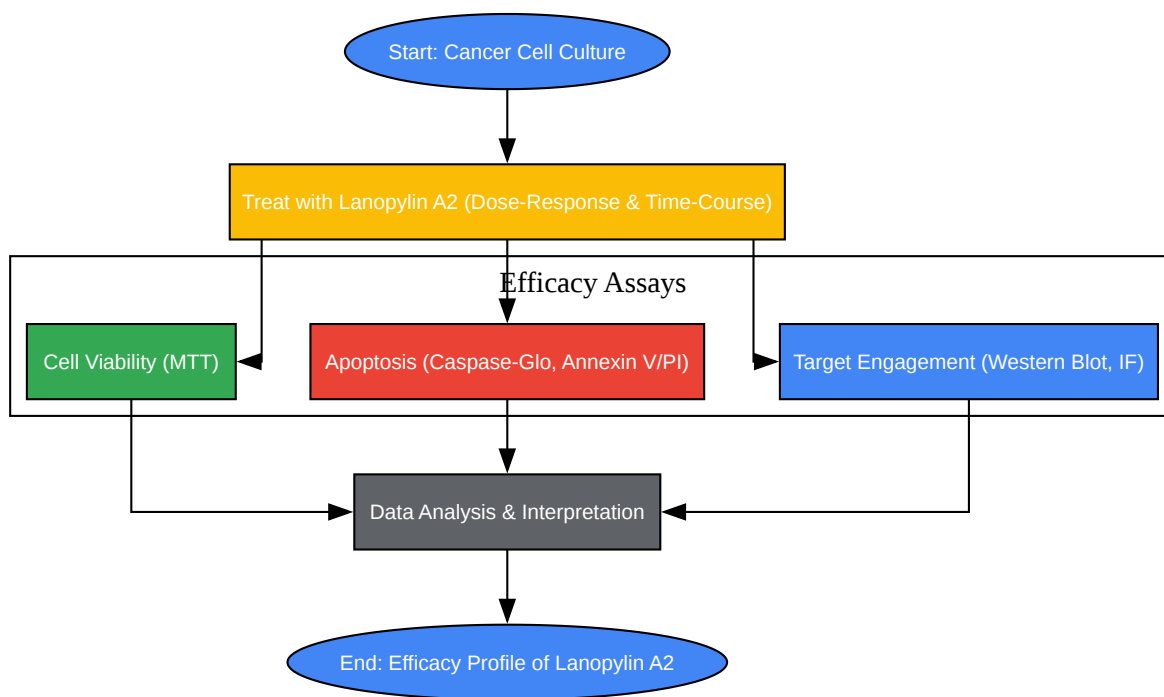 Start: Cancer Cell Culture
Treat with Lanopylin A2 (Dose-Response & Time-Course)
Efficacy Assays
Cell Viability (MTT)
Apoptosis (Caspase-Glo, Annexin V/PI)
Target Engagement (Western Blot, IF)
Data Analysis & Interpretation
End: Efficacy Profile of Lanopylin A2